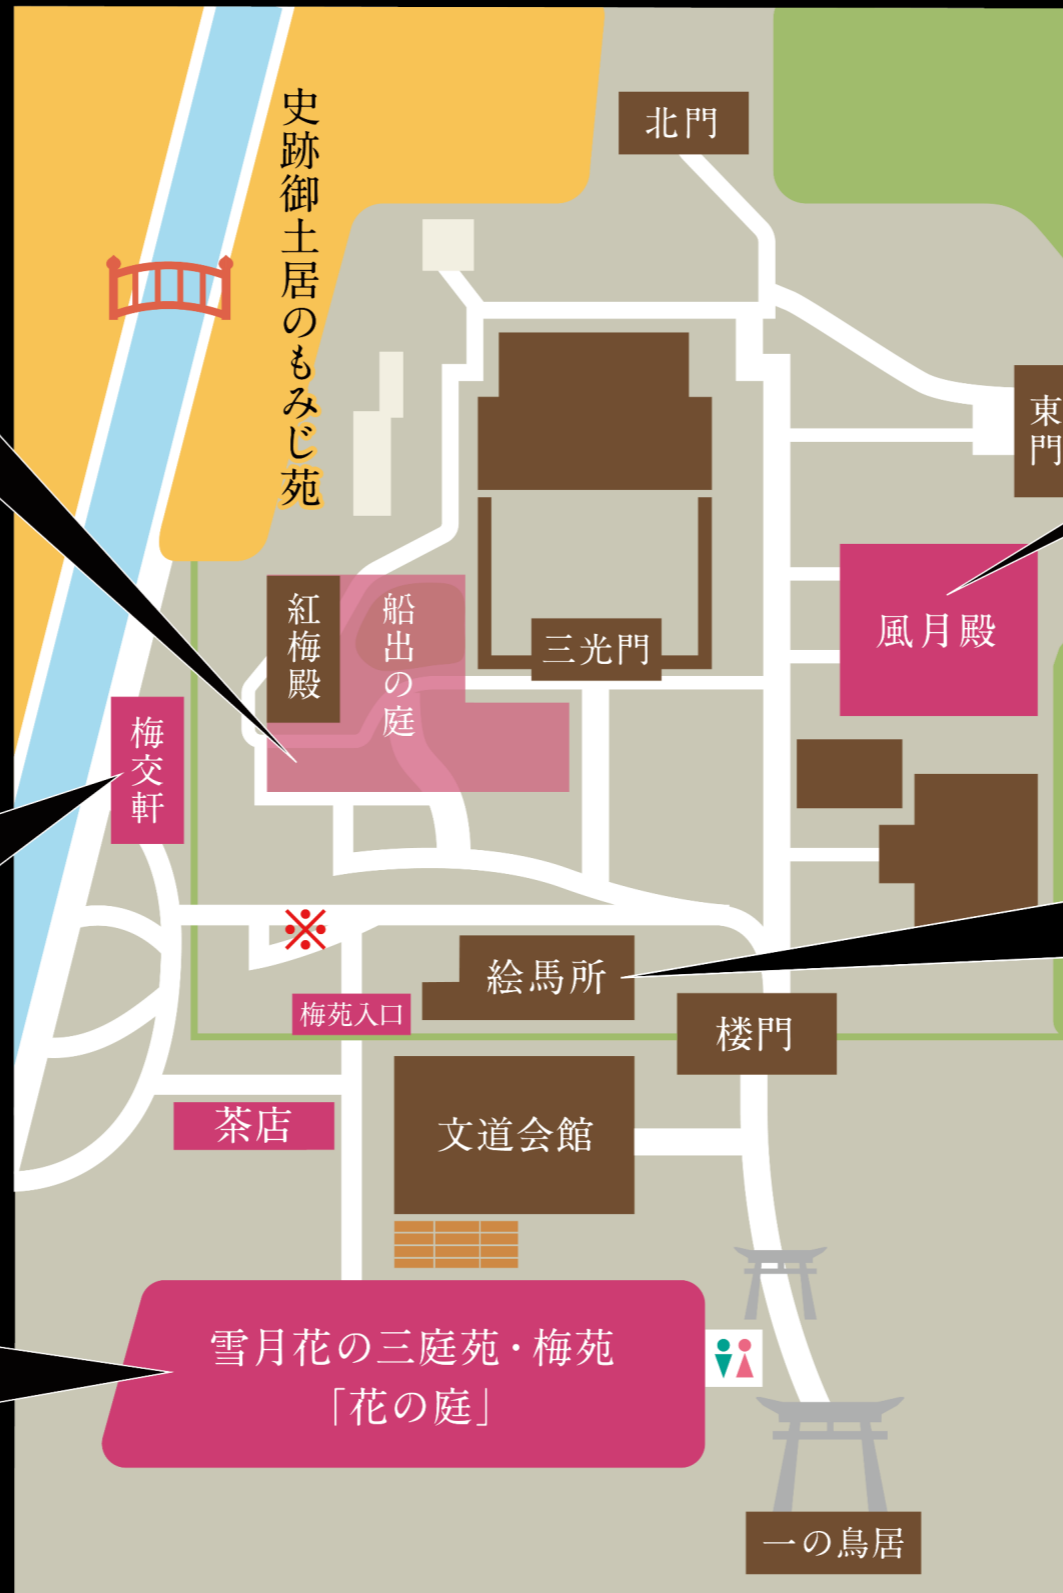 北門
史跡御土居のもみじ苑
東門
紅梅殿
船出の庭
三光門
風月殿
梅交軒
※
絵馬所
梅苑入口
楼門
茶店
文道会館
雪月花の三庭苑・梅苑
「花の庭」
一の鳥居